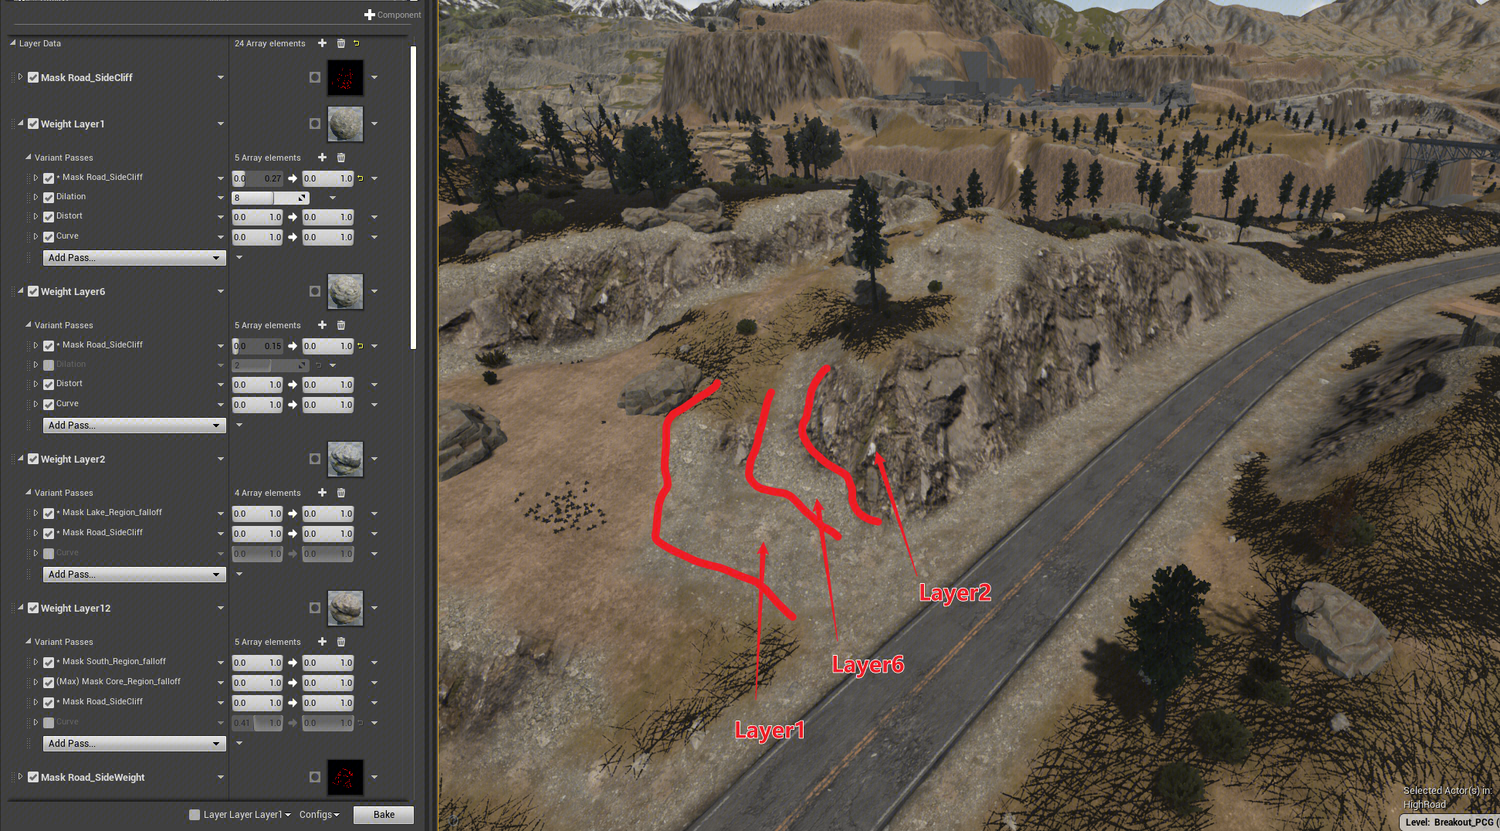 Component
Layer Data 24 Array elements
Mask Road_SideCliff
Weight Layer1
Variant Passes 5 Array elements
* Mask Road_SideCliff 0.0 0.27 0.0 1.0
Dilation 8
Distort 0.0 1.0 0.0 1.0
Curve 0.0 1.0 0.0 1.0
Add Pass...
Weight Layer6
Variant Passes 5 Array elements
* Mask Road_SideCliff 0.0 0.15 0.0 1.0
Dilation 2
Distort 0.0 1.0 0.0 1.0
Curve 0.0 1.0 0.0 1.0
Add Pass...
Weight Layer2
Variant Passes 4 Array elements
* Mask Lake_Region_falloff 0.0 1.0 0.0 1.0
* Mask Road_SideCliff 0.0 1.0 0.0 1.0
Curve 0.0 1.0 0.0 1.0
Add Pass...
Weight Layer12
Variant Passes 5 Array elements
* Mask South_Region_falloff 0.0 1.0 0.0 1.0
(Max) Mask Core_Region_falloff 0.0 1.0 0.0 1.0
* Mask Road_SideCliff 0.0 1.0 0.0 1.0
Curve 0.41 1.0 0.0 1.0
Add Pass...
Mask Road_SideWeight
Layer Layer Layer1 Configs Bake
Layer2
Layer6
Layer1
Selected Actor(s) in:
HighRoad
Level: Breakout_PCG (